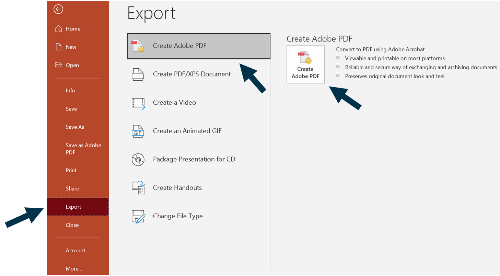 Export
Home
New
Open
Info
Save
Save As
Save as Adobe
PDF
Print
Share
Export
Close
Account
More...
Create Adobe PDF
Create PDF/XPS Document
Create a Video
Create an Animated GIF
Package Presentation for CD
Create Handouts
Change File Type
Create Adobe PDF
Create
Adobe PDF
Convert to PDF using Adobe Acrobat
Viewable and printable on most platforms
Reliable and secure way of exchanging and archiving documents
Preserves original document look and feel